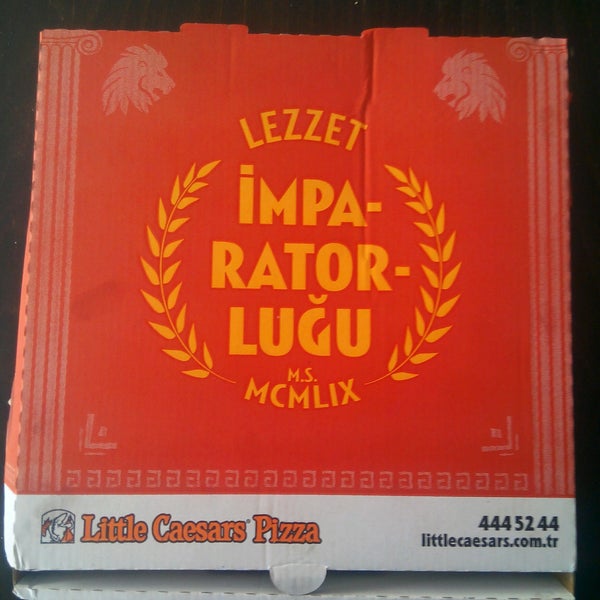 LEZZET
İMPA-
RATOR-
LUĞU
M.S.
MCMLIX
Little Caesars® Pizza
444 52 44
littlecaesars.com.tr